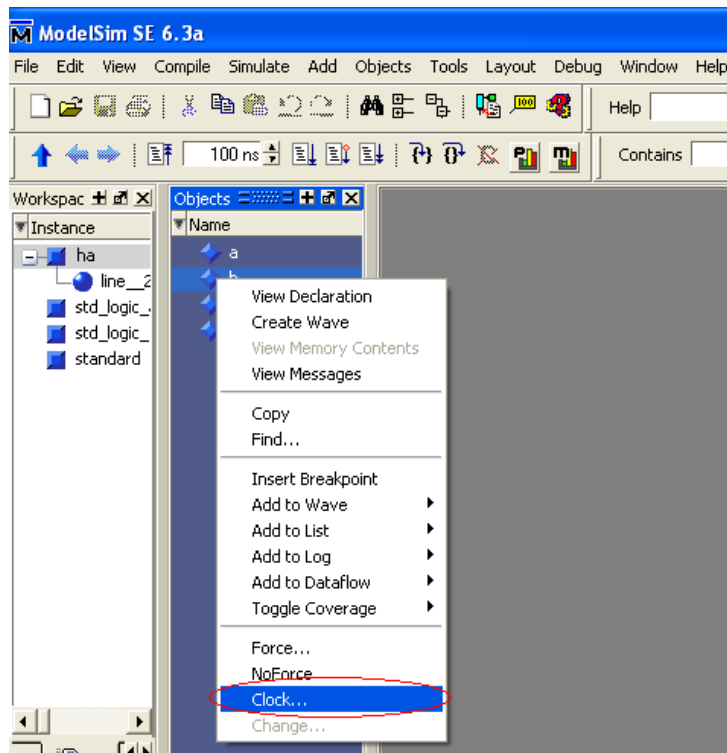 ModelSim SE 6.3a
File Edit View Compile Simulate Add Objects Tools Layout Debug Window Help
100 Help
100 ns Contains
Workspac Objects
Instance Name
ha a
line__2 b
std_logic_
std_logic_
standard
View Declaration
Create Wave
View Memory Contents
View Messages
Copy
Find...
Insert Breakpoint
Add to Wave
Add to List
Add to Log
Add to Dataflow
Toggle Coverage
Force...
NoForce
Clock...
Change...